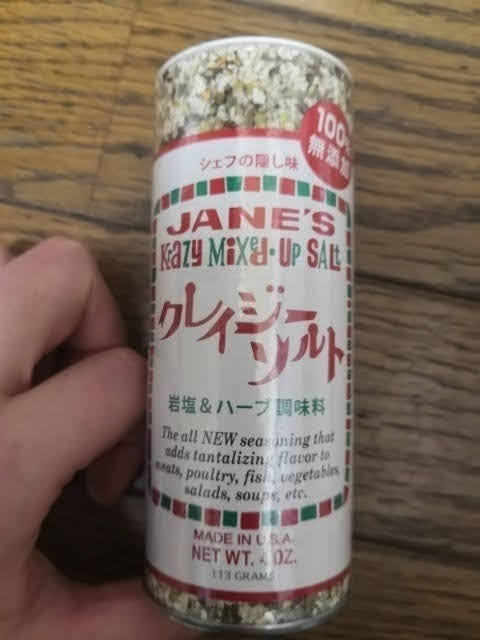 100%
無添加
シェフの隠し味
JANE'S
KRAZY MIXED-UP SALT
クレイジー
ソルト
岩塩&ハーブ調味料
The all NEW seasoning that
adds tantalizing flavor to
meats, poultry, fish, vegetables,
salads, soups, etc.
MADE IN U.S.A.
NET WT. 4 OZ.
113 GRAMS